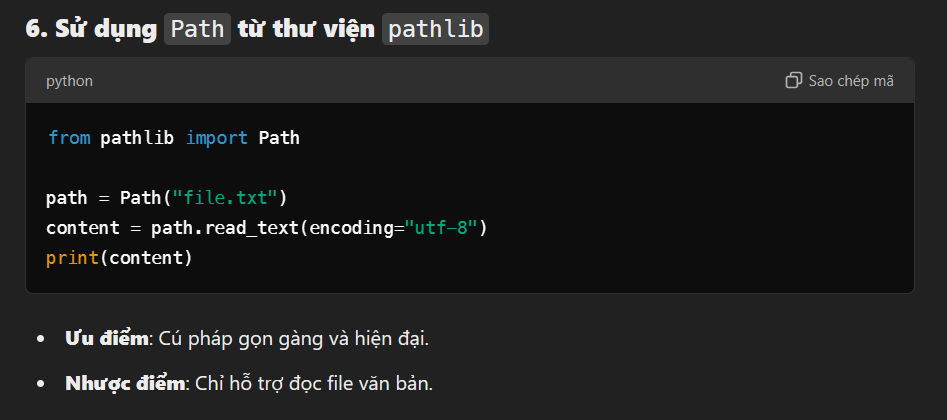 6. Sử dụng Path từ thư viện pathlib
python
Sao chép mã
from pathlib import Path
path = Path("file.txt")
content = path.read_text(encoding="utf-8")
print(content)
Ưu điểm: Cú pháp gọn gàng và hiện đại.
Nhược điểm: Chỉ hỗ trợ đọc file văn bản.